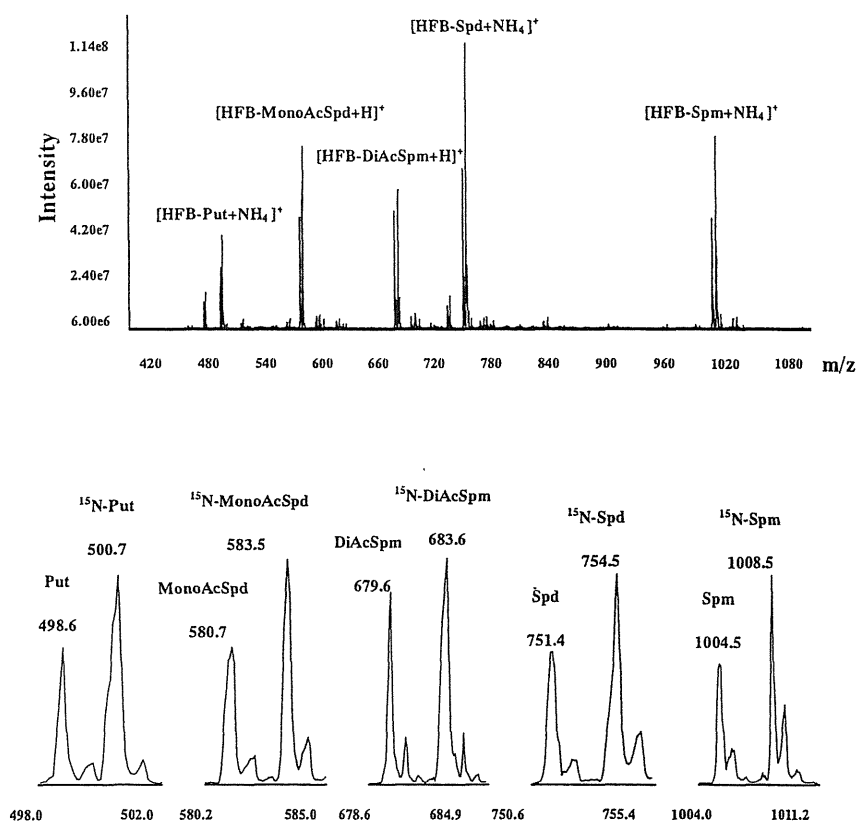 [HFB-Spd+NH₄]⁺
1.14e8
9.60e7
[HFB-MonoAcSpd+H]⁺
[HFB-Spm+NH₄]⁺
7.80e7
[HFB-DiAcSpm+H]⁺
6.00e7
Intensity
[HFB-Put+NH₄]⁺
4.20e7
2.40e7
6.00e6
420 480 540 600 660 720 780 840 900 960 1020 1080 m/z
¹⁵N-Put ¹⁵N-MonoAcSpd ¹⁵N-DiAcSpm ¹⁵N-Spd ¹⁵N-Spm
500.7 583.5 DiAcSpm 683.6 754.5 1008.5
Put MonoAcSpd 679.6 Spd Spm
498.6 580.7 751.4 1004.5
498.0 502.0 580.2 585.0 678.6 684.9 750.6 755.4 1004.0 1011.2